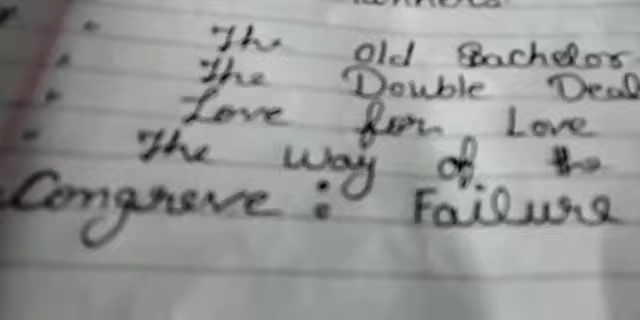 The Old Bachelor
The Double Deal
Love for Love
The Way of the
Congreve : Failure